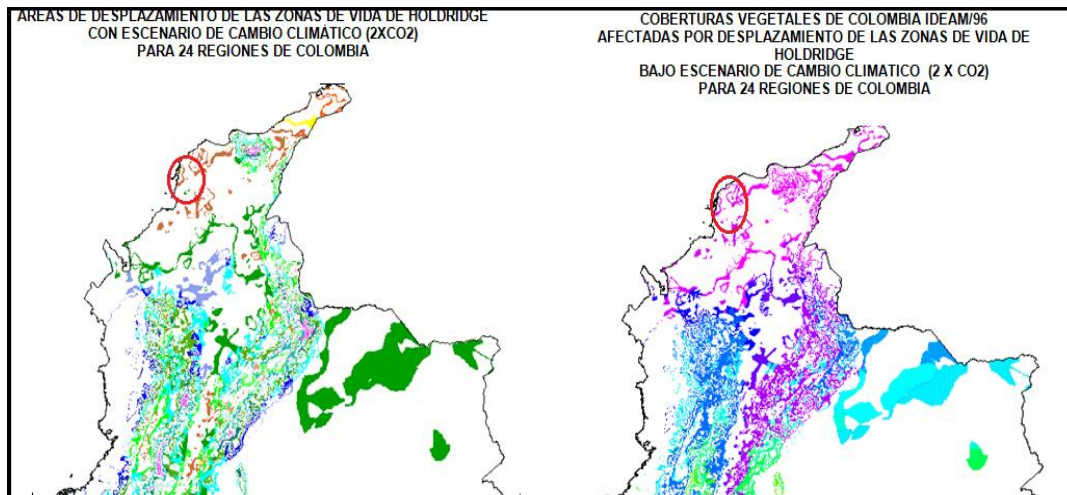 ÁREAS DE DESPLAZAMIENTO DE LAS ZONAS DE VIDA DE HOLDRIDGE
CON ESCENARIO DE CAMBIO CLIMÁTICO (2XCO2)
PARA 24 REGIONES DE COLOMBIA
COBERTURAS VEGETALES DE COLOMBIA IDEAM/96
AFECTADAS POR DESPLAZAMIENTO DE LAS ZONAS DE VIDA DE
HOLDRIDGE
BAJO ESCENARIO DE CAMBIO CLIMATICO (2 X CO2)
PARA 24 REGIONES DE COLOMBIA